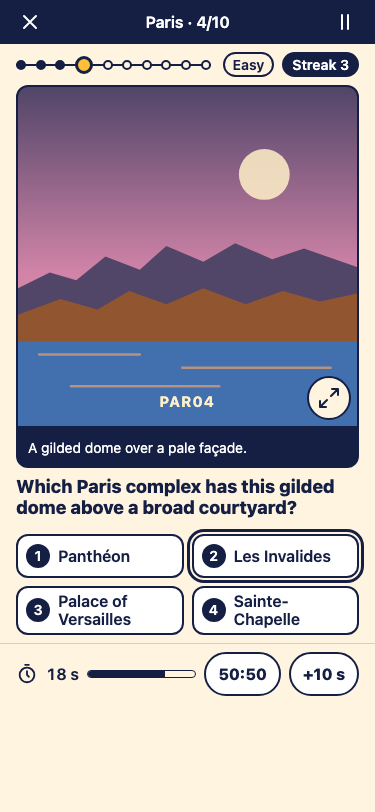 Paris · 4/10
Easy
Streak 3
PAR04
A gilded dome over a pale façade.
Which Paris complex has this gilded
dome above a broad courtyard?
1 Panthéon
2 Les Invalides
3 Palace of
Versailles
4 Sainte-
Chapelle
18 s
50:50
+10 s